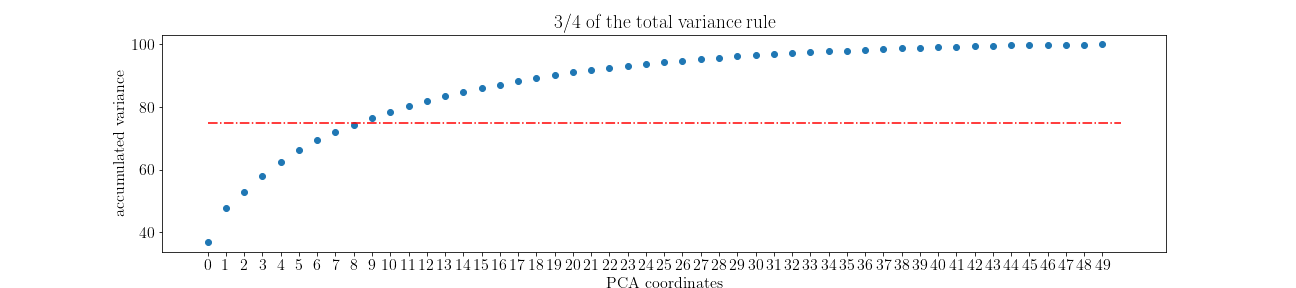 3/4 of the total variance rule
100
80
60
40
accumulated variance
0 1 2 3 4 5 6 7 8 9 10 11 12 13 14 15 16 17 18 19 20 21 22 23 24 25 26 27 28 29 30 31 32 33 34 35 36 37 38 39 40 41 42 43 44 45 46 47 48 49
PCA coordinates